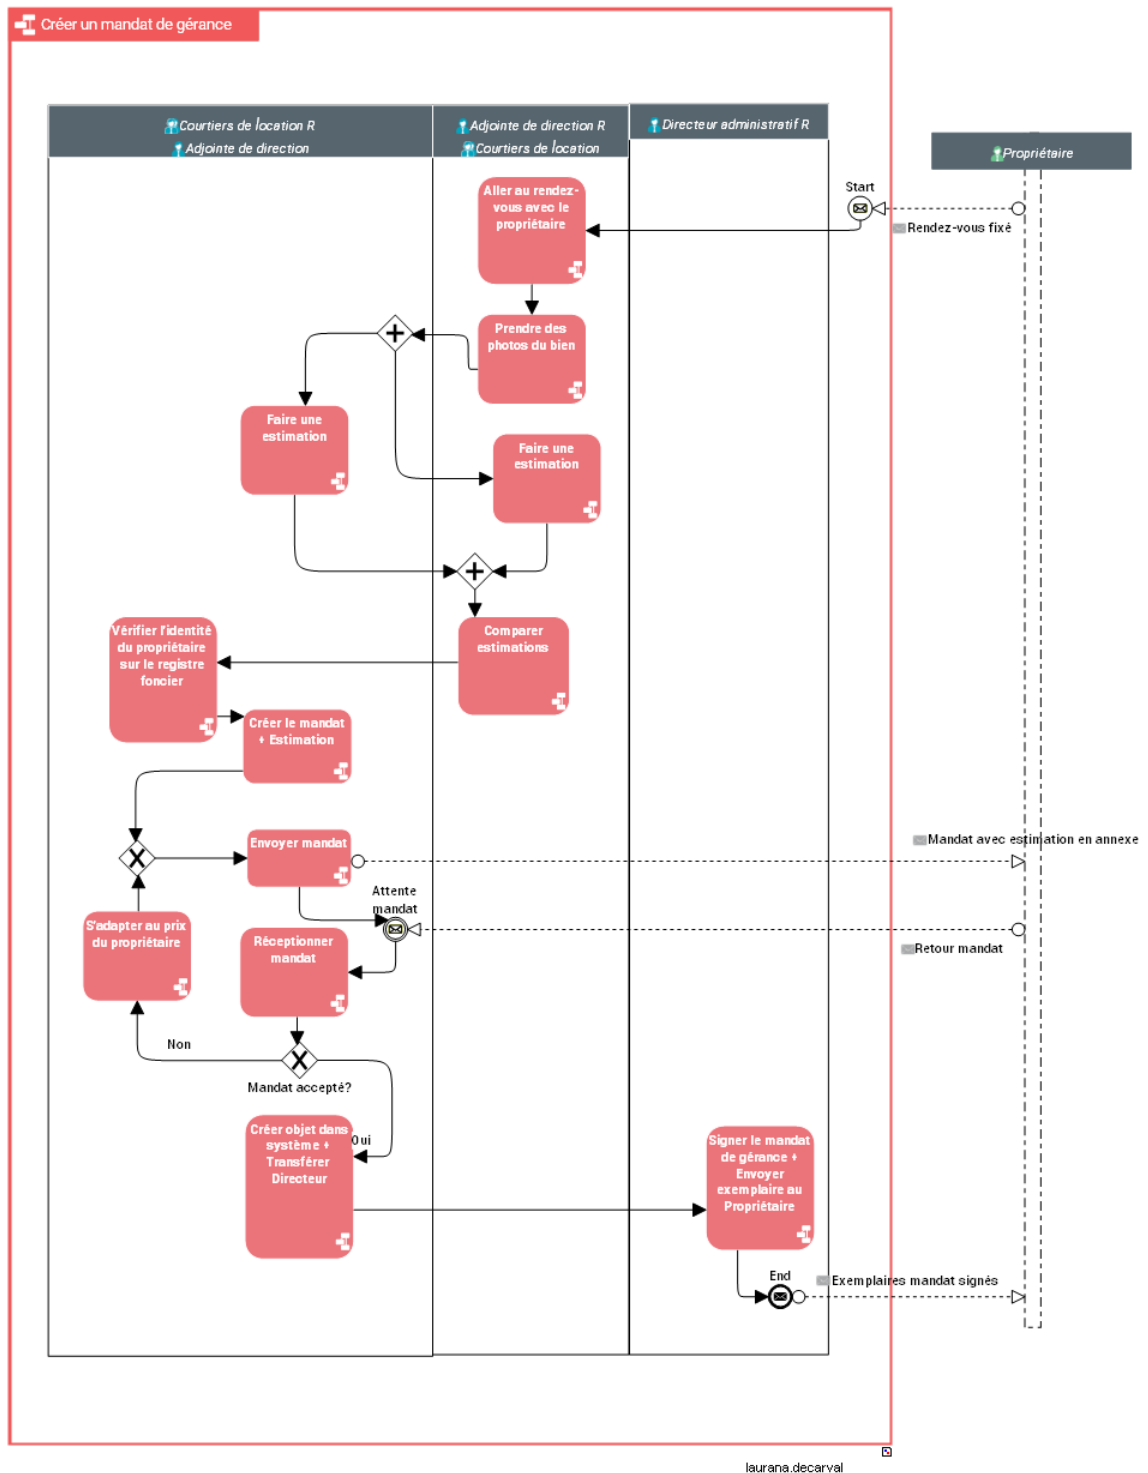 Créer un mandat de gérance
Courtiers de location R
Adjointe de direction
Adjointe de direction R
Courtiers de location
Directeur administratif R
Propriétaire
Start
Rendez-vous fixé
Aller au rendez-
vous avec le
propriétaire
Prendre des
photos du bien
Faire une
estimation
Faire une
estimation
Comparer
estimations
Vérifier l'identité
du propriétaire
sur le registre
foncier
Créer le mandat
+ Estimation
Envoyer mandat
Mandat avec estimation en annexe
Attente
mandat
Retour mandat
S'adapter au prix
du propriétaire
Réceptionner
mandat
Non
Mandat accepté?
Oui
Créer objet dans
système +
Transférer
Directeur
Signer le mandat
de gérance +
Envoyer
exemplaire au
Propriétaire
End
Exemplaires mandat signés
laurana.decarval